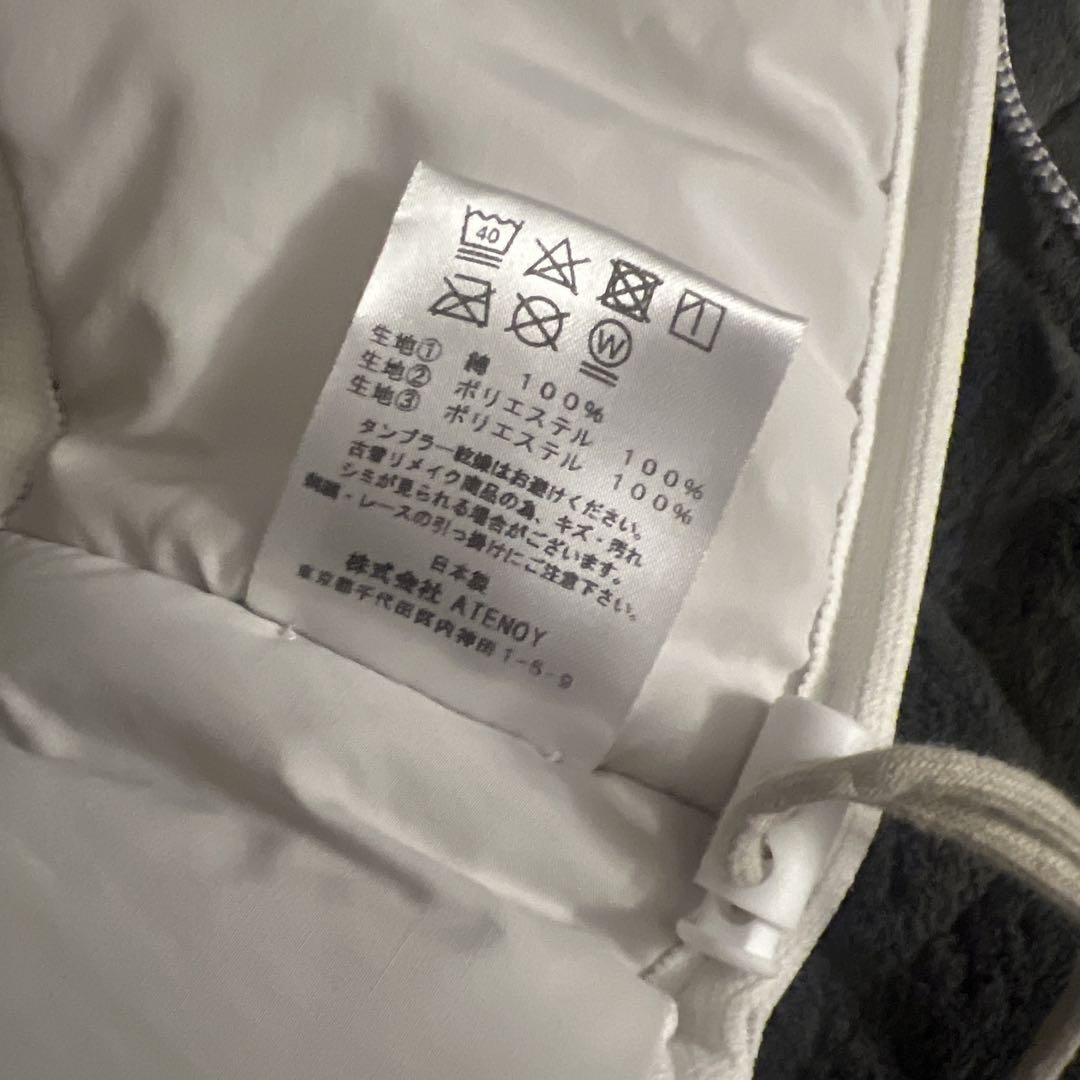 40
W
生地① 綿 100%
生地② ポリエステル 100%
生地③ ポリエステル 100%
タンブラー乾燥はお避けください。
古着リメイク商品の為、キズ・汚れ
シミが見られる場合がございます。
・レースの引っ掛けにご注意下さい。
日本製
株式会社 ATENOY
東京都千代田区内神田1-8-9